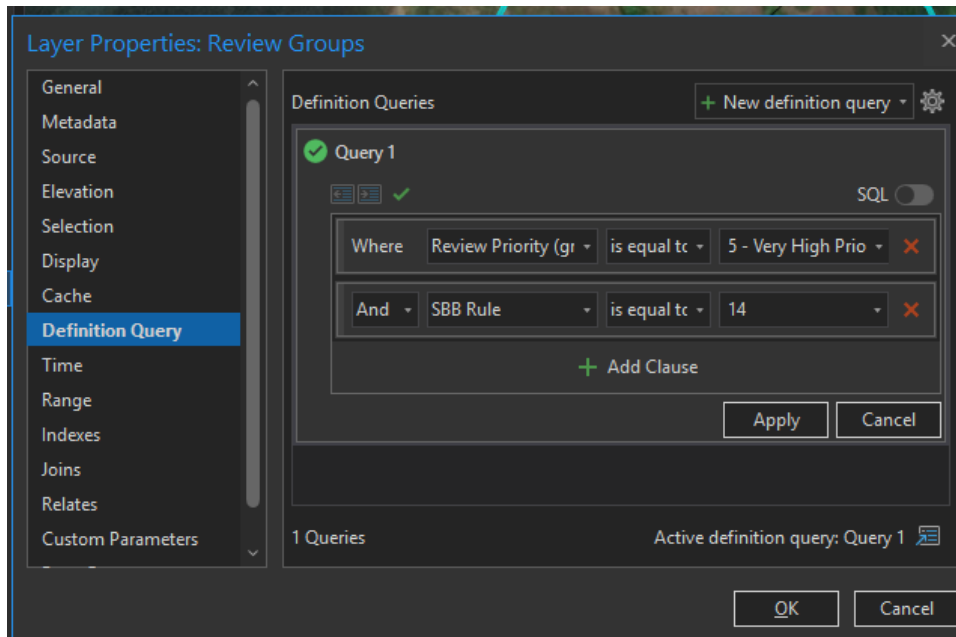 Layer Properties: Review Groups
General
Metadata
Source
Elevation
Selection
Display
Cache
Definition Query
Time
Range
Indexes
Joins
Relates
Custom Parameters
Definition Queries
+ New definition query
Query 1
SQL
Where Review Priority (gr is equal tc 5 - Very High Prio
And SBB Rule is equal tc 14
+ Add Clause
Apply Cancel
1 Queries Active definition query: Query 1
OK Cancel